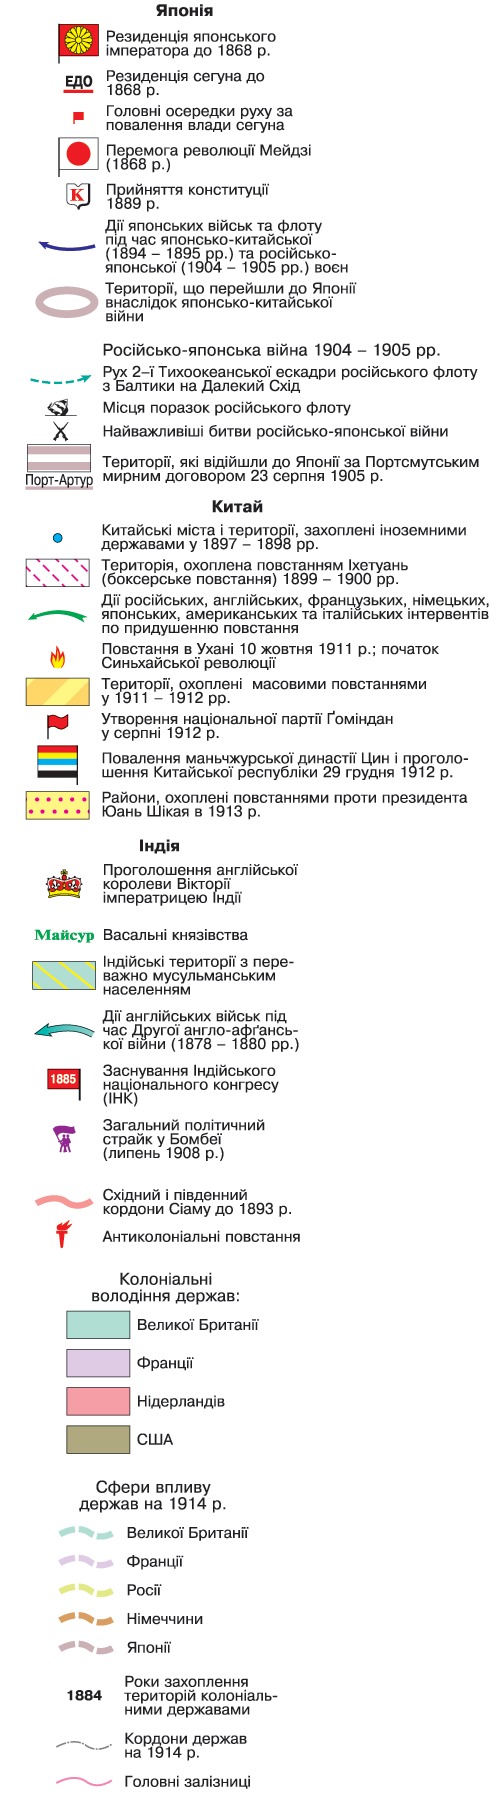 Японія
Резиденція японського
імператора до 1868 р.
ЕДО
Резиденція сегуна до
1868 р.
Головні осередки руху за
повалення влади сегуна
Перемога революції Мейдзі
(1868 р.)
К
Прийняття конституції
1889 р.
Дії японських військ та флоту
під час японсько-китайської
(1894 – 1895 рр.) та російсько-
японської (1904 – 1905 рр.) воєн
Території, що перейшли до Японії
внаслідок японсько-китайської
війни
Російсько-японська війна 1904 – 1905 рр.
Рух 2-ї Тихоокеанської ескадри російського флоту
з Балтики на Далекий Схід
Місця поразок російського флоту
Найважливіші битви російсько-японської війни
Порт-Артур
Території, які відійшли до Японії за Портсмутським
мирним договором 23 серпня 1905 р.
Китай
Китайські міста і території, захоплені іноземними
державами у 1897 – 1898 рр.
Територія, охоплена повстанням Іхетуань
(боксерське повстання) 1899 – 1900 рр.
Дії російських, англійських, французьких, німецьких,
японських, американських та італійських інтервентів
по придушенню повстання
Повстання в Ухані 10 жовтня 1911 р.; початок
Синьхайської революції
Території, охоплені масовими повстаннями
у 1911 – 1912 рр.
Утворення національної партії Ґоміндан
у серпні 1912 р.
Повалення маньчжурської династії Цин і проголо-
шення Китайської республіки 29 грудня 1912 р.
Райони, охоплені повстаннями проти президента
Юань Шікая в 1913 р.
Індія
Проголошення англійської
королеви Вікторії
імператрицею Індії
Майсур
Васальні князівства
Індійські території з пере-
важно мусульманським
населенням
Дії англійських військ під
час Другої англо-афґансь-
кої війни (1878 – 1880 рр.)
1885
Заснування Індійського
національного конгресу
(ІНК)
Загальний політичний
страйк у Бомбеї
(липень 1908 р.)
Східний і південний
кордони Сіаму до 1893 р.
Антиколоніальні повстання
Колоніальні
володіння держав:
Великої Британії
Франції
Нідерландів
США
Сфери впливу
держав на 1914 р.
Великої Британії
Франції
Росії
Німеччини
Японії
1884
Роки захоплення
територій колоніаль-
ними державами
Кордони держав
на 1914 р.
Головні залізниці